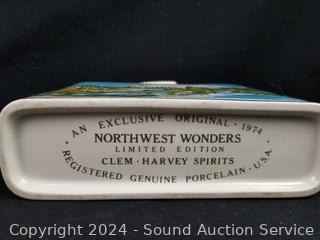 AN EXCLUSIVE ORIGINAL · 1974
NORTHWEST WONDERS
LIMITED EDITION
CLEM · HARVEY SPIRITS
· REGISTERED GENUINE PORCELAIN · U.S.A. ·
Copyright 2024 - Sound Auction Service